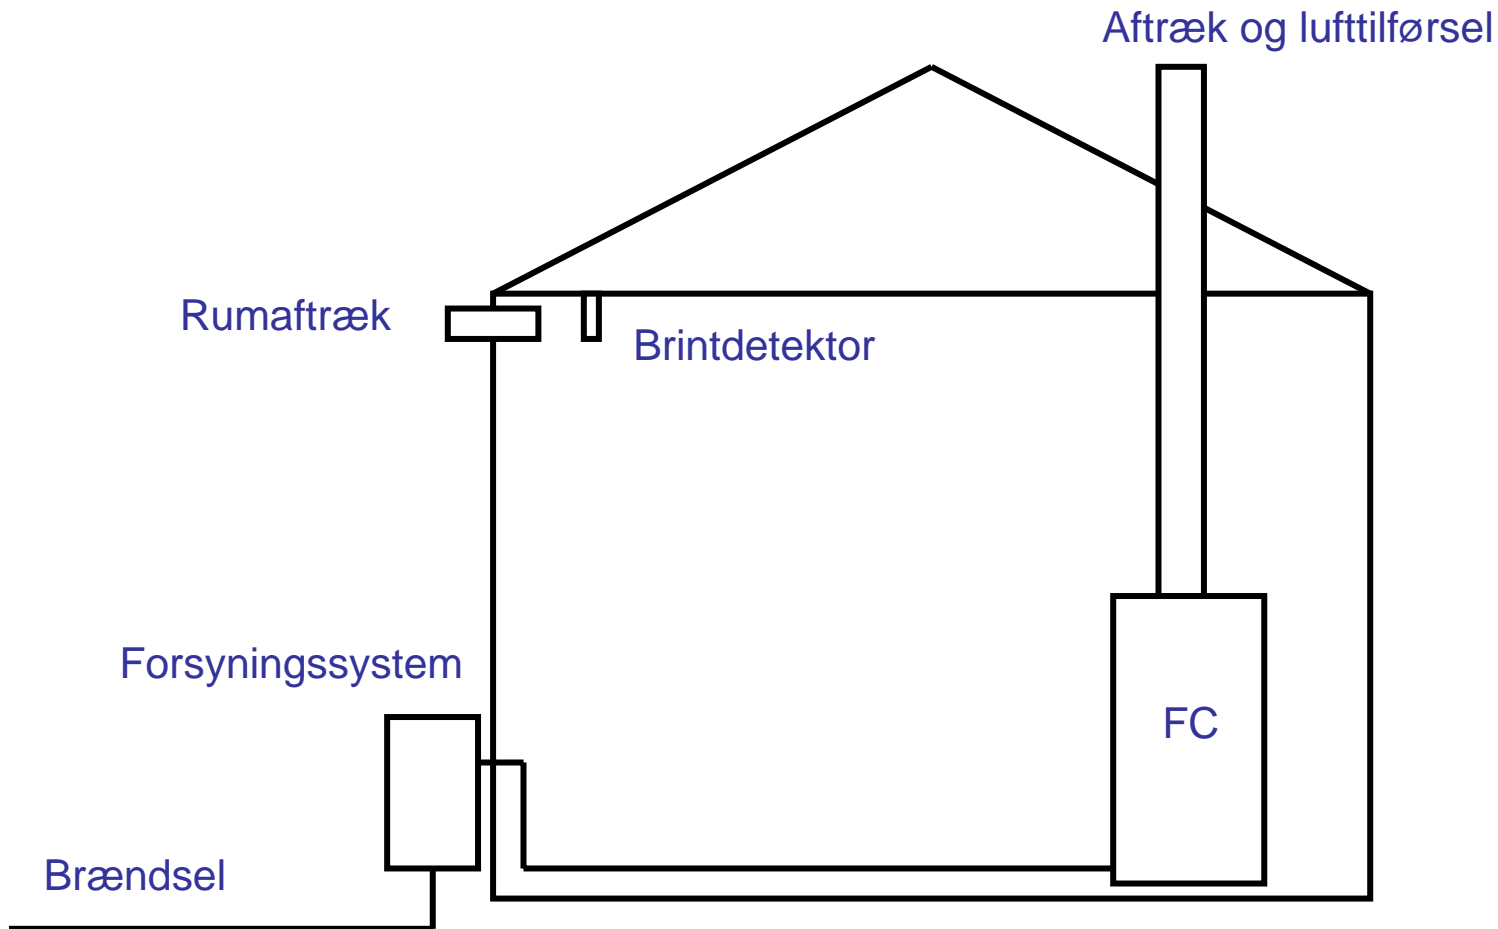 Aftræk og lufttilførsel
Rumaftræk
Brintdetektor
Forsyningssystem
FC
Brændsel